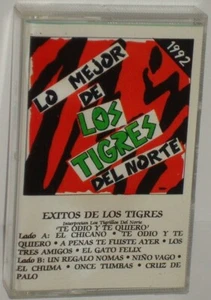 1992
LO MEJOR
DE
LOS
TIGRES
DEL NORTE
EXITOS DE LOS TIGRES
Interpretan Los Tigrillos Del Norte
'TE ODIO Y TE QUIERO'
Lado A: EL CHICANO • TE ODIO Y TE
QUIERO • A PENAS TE FUISTE AYER • LOS
TRES AMIGOS • EL GATO FELIX
Lado B: UN REGALO NOMAS • NIÑO VAGO •
EL CHUMA • ONCE TUMBAS • CRUZ DE
PALO